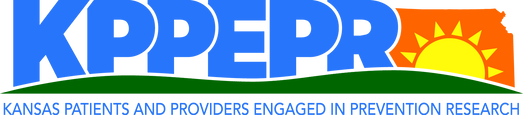 KPPEPR
KANSAS PATIENTS AND PROVIDERS ENGAGED IN PREVENTION RESEARCH